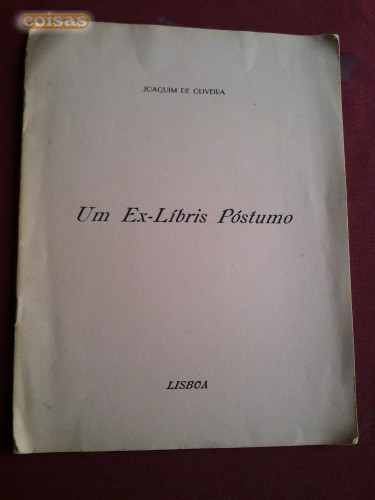 coisas
JOAQUIM DE OLIVEIRA
Um Ex-Líbris Póstumo
LISBOA